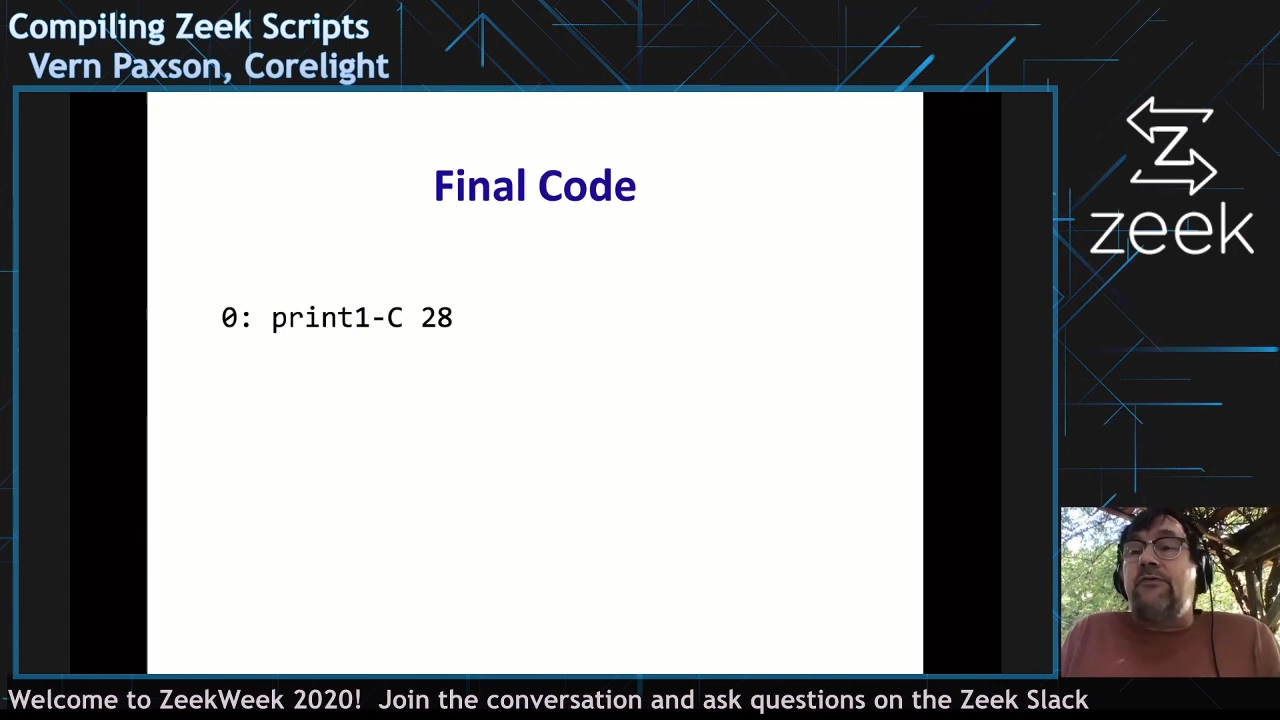 Compiling Zeek Scripts
Vern Paxson, Corelight
Final Code
0: print1-C 28
zeek
Welcome to ZeekWeek 2020! Join the conversation and ask questions on the Zeek Slack